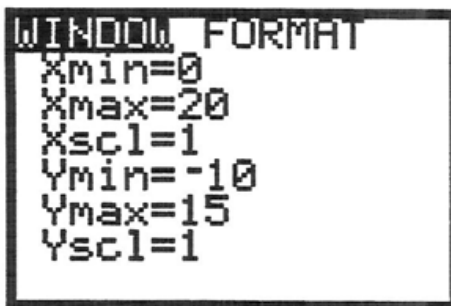 WINDOW FORMAT
Xmin=0
Xmax=20
Xscl=1
Ymin=-10
Ymax=15
Yscl=1